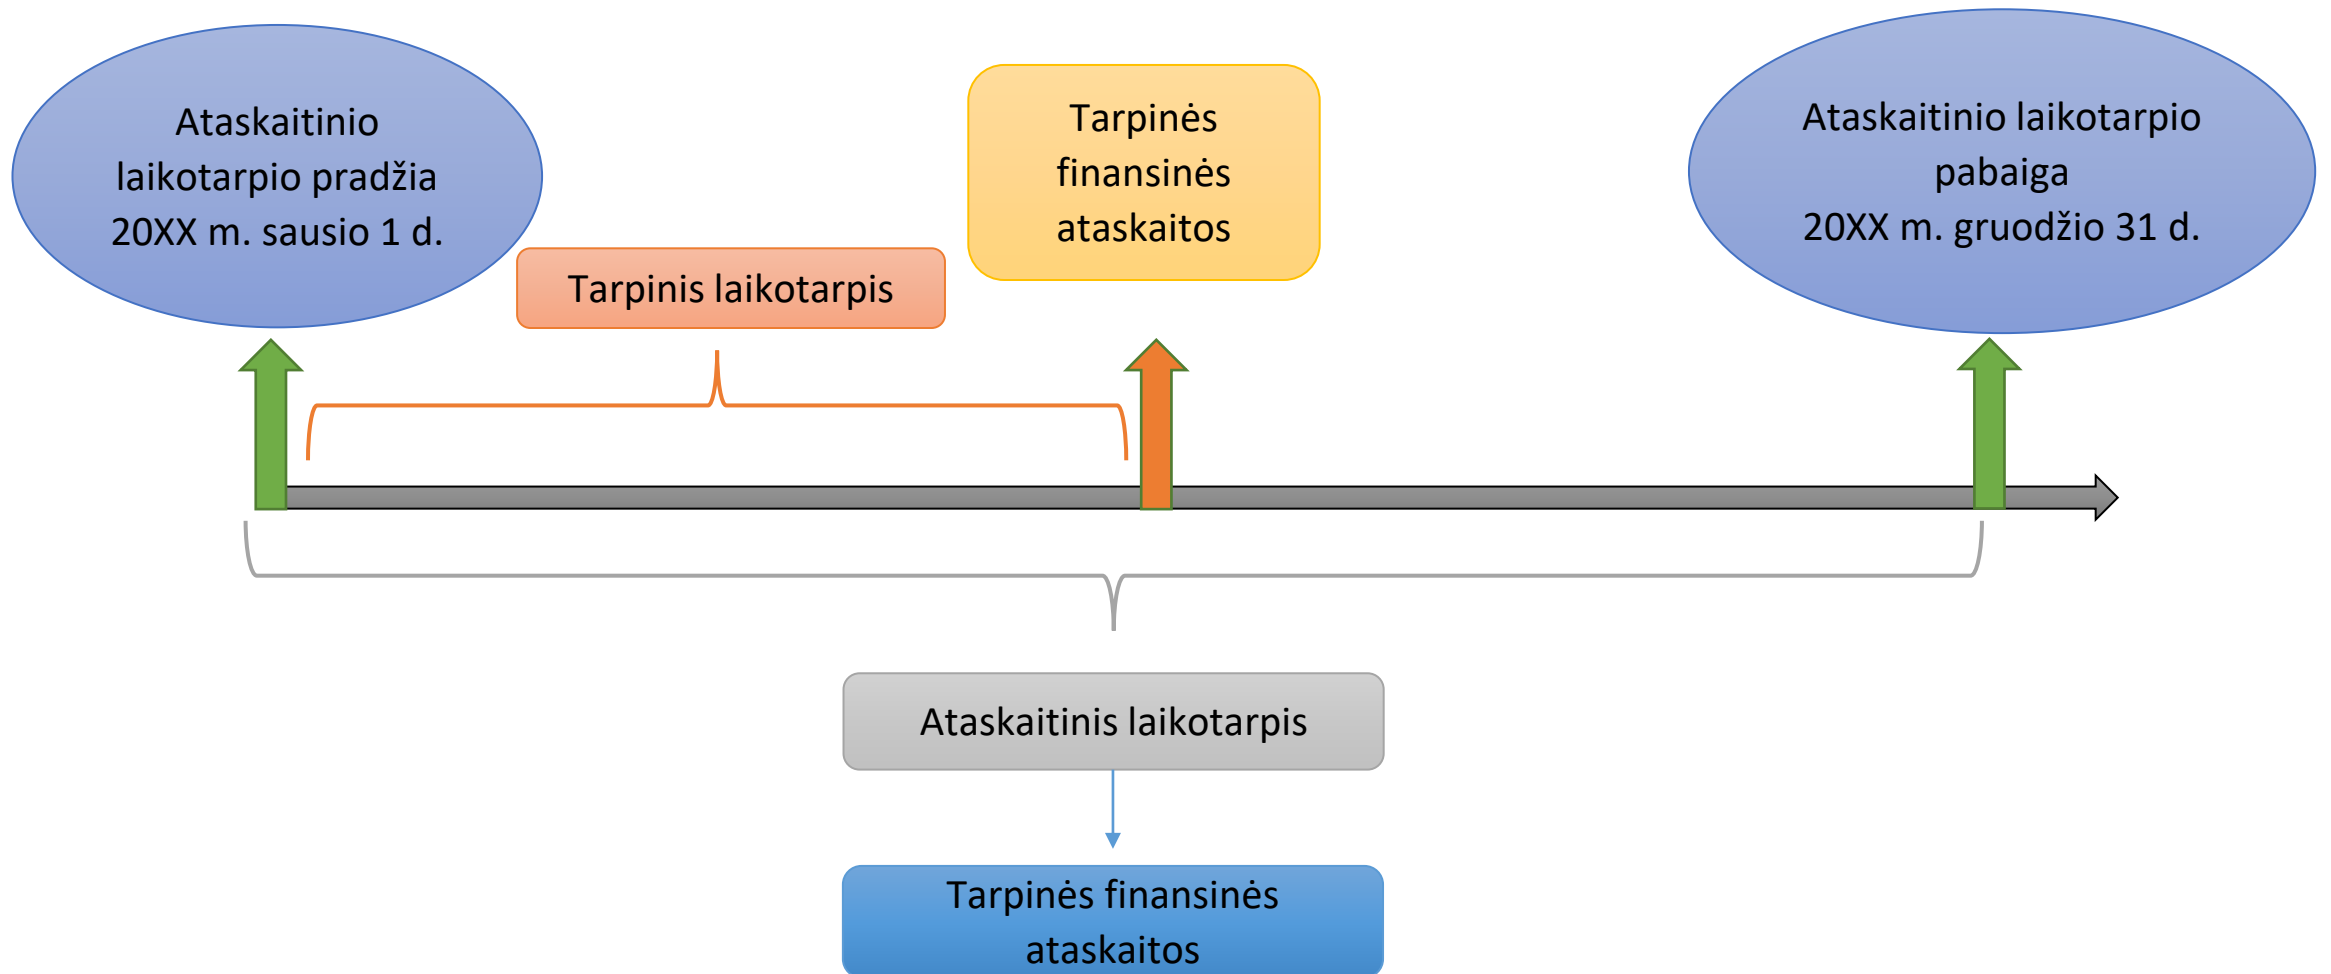 Ataskaitinio
laikotarpio pradžia
20XX m. sausio 1 d.
Tarpinis laikotarpis
Tarpinės
finansinės
ataskaitos
Ataskaitinio laikotarpio
pabaiga
20XX m. gruodžio 31 d.
Ataskaitinis laikotarpis
Tarpinės finansinės
ataskaitos